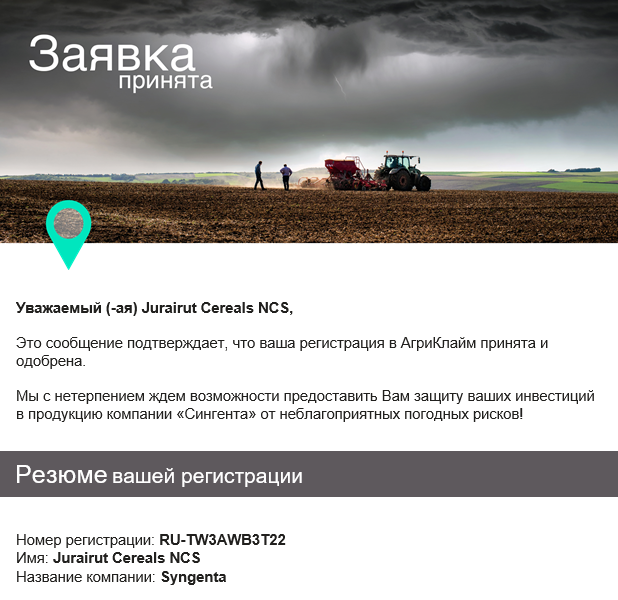 Заявка
принята
Уважаемый (-ая) Jurairut Cereals NCS,
Это сообщение подтверждает, что ваша регистрация в АгриКлайм принята и
одобрена.
Мы с нетерпением ждем возможности предоставить Вам защиту ваших инвестиций
в продукцию компании «Сингента» от неблагоприятных погодных рисков!
Резюме вашей регистрации
Номер регистрации: RU-TW3AWB3T22
Имя: Jurairut Cereals NCS
Название компании: Syngenta